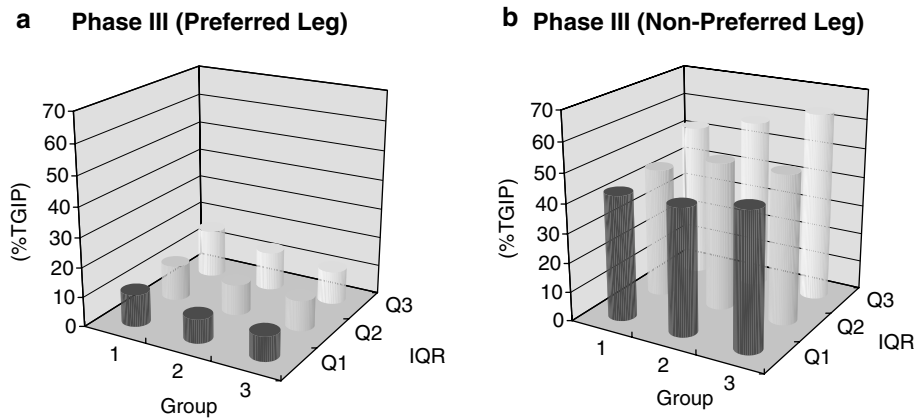 a Phase III (Preferred Leg)
70
60
50
40
30
20
10
0
(%TGIP)
1
2
3
Group
Q1
Q2
Q3
IQR
b Phase III (Non-Preferred Leg)
70
60
50
40
30
20
10
0
(%TGIP)
1
2
3
Group
Q1
Q2
Q3
IQR